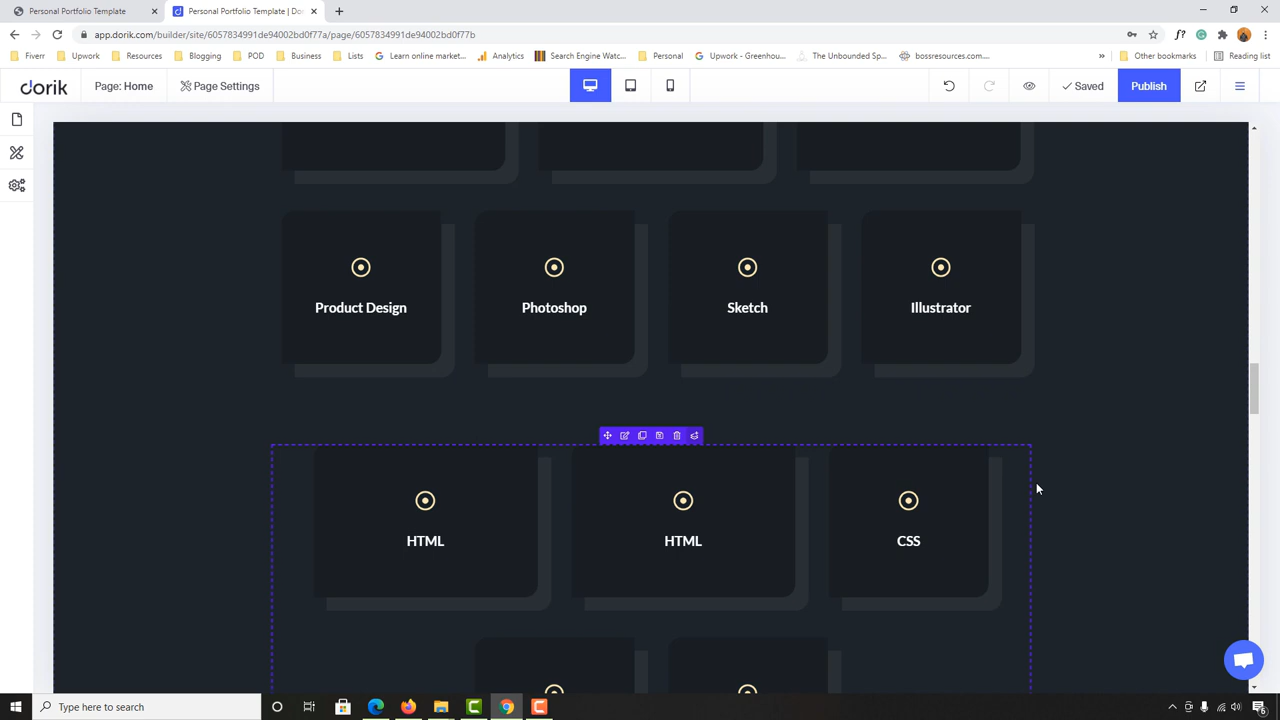 Personal Portfolio Template
Personal Portfolio Template | Do
app.dorik.com/builder/site/6057834991de94002bd0f77a/page/6057834991de94002bd0f77b
Fiverr
Upwork
Resources
Blogging
POD
Business
Lists
Learn online market...
Analytics
Search Engine Watc...
Personal
Upwork - Greenhou...
The Unbounded Sp...
bossresources.com...
»
Other bookmarks
Reading list
dorik
Page: Home
Page Settings
Saved
Publish
Product Design
Photoshop
Sketch
Illustrator
HTML
HTML
CSS
Type here to search